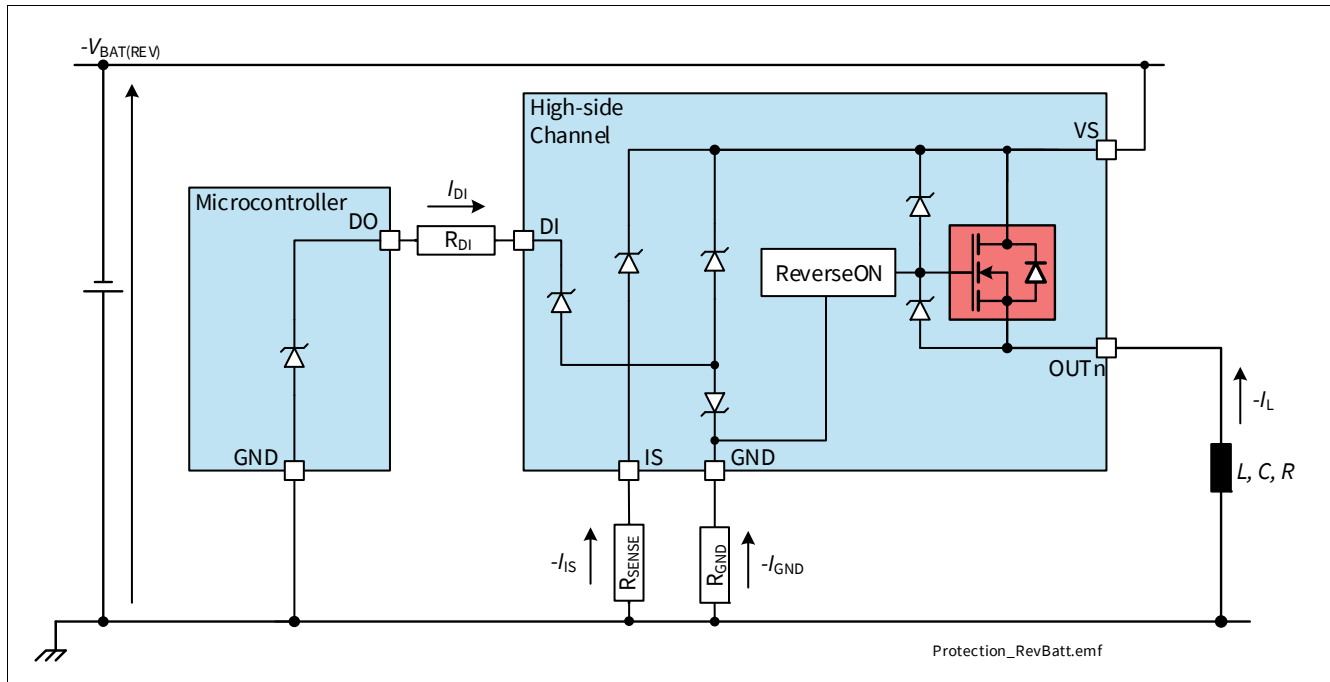 -VBAT(REV)
High-side
Channel
VS
Microcontroller
DO
IDI
RDI
DI
ReverseON
OUTn
-IL
L, C, R
GND
IS
GND
-IIS
RSENSE
RGND
-IGND
Protection_RevBatt.emf